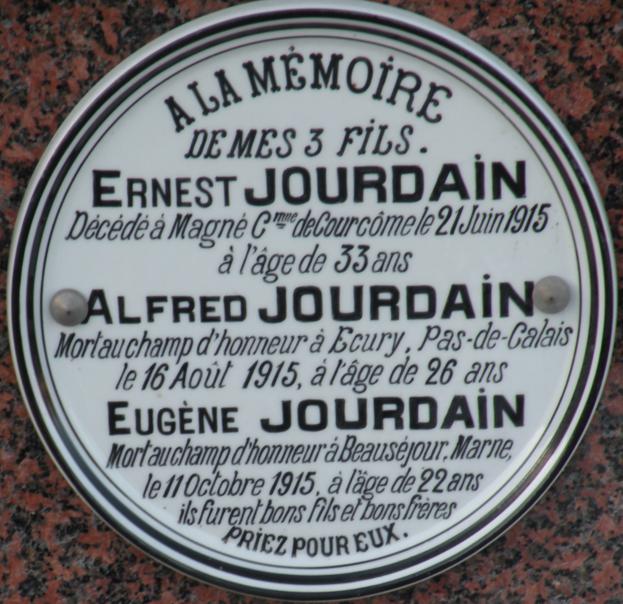 A LA MÉMOIRE
DE MES 3 FILS.
ERNEST JOURDAIN
Décédé à Magné Cmue de Courcôme le 21 Juin 1915
à l'âge de 33 ans
ALFRED JOURDAIN
Mort au champ d'honneur à Ecury, Pas-de-Calais
le 16 Août 1915, à l'âge de 26 ans
EUGÈNE JOURDAIN
Mort au champ d'honneur à Beauséjour, Marne,
le 11 Octobre 1915, à l'âge de 22 ans
ils furent bons fils et bons frères
PRIEZ POUR EUX.